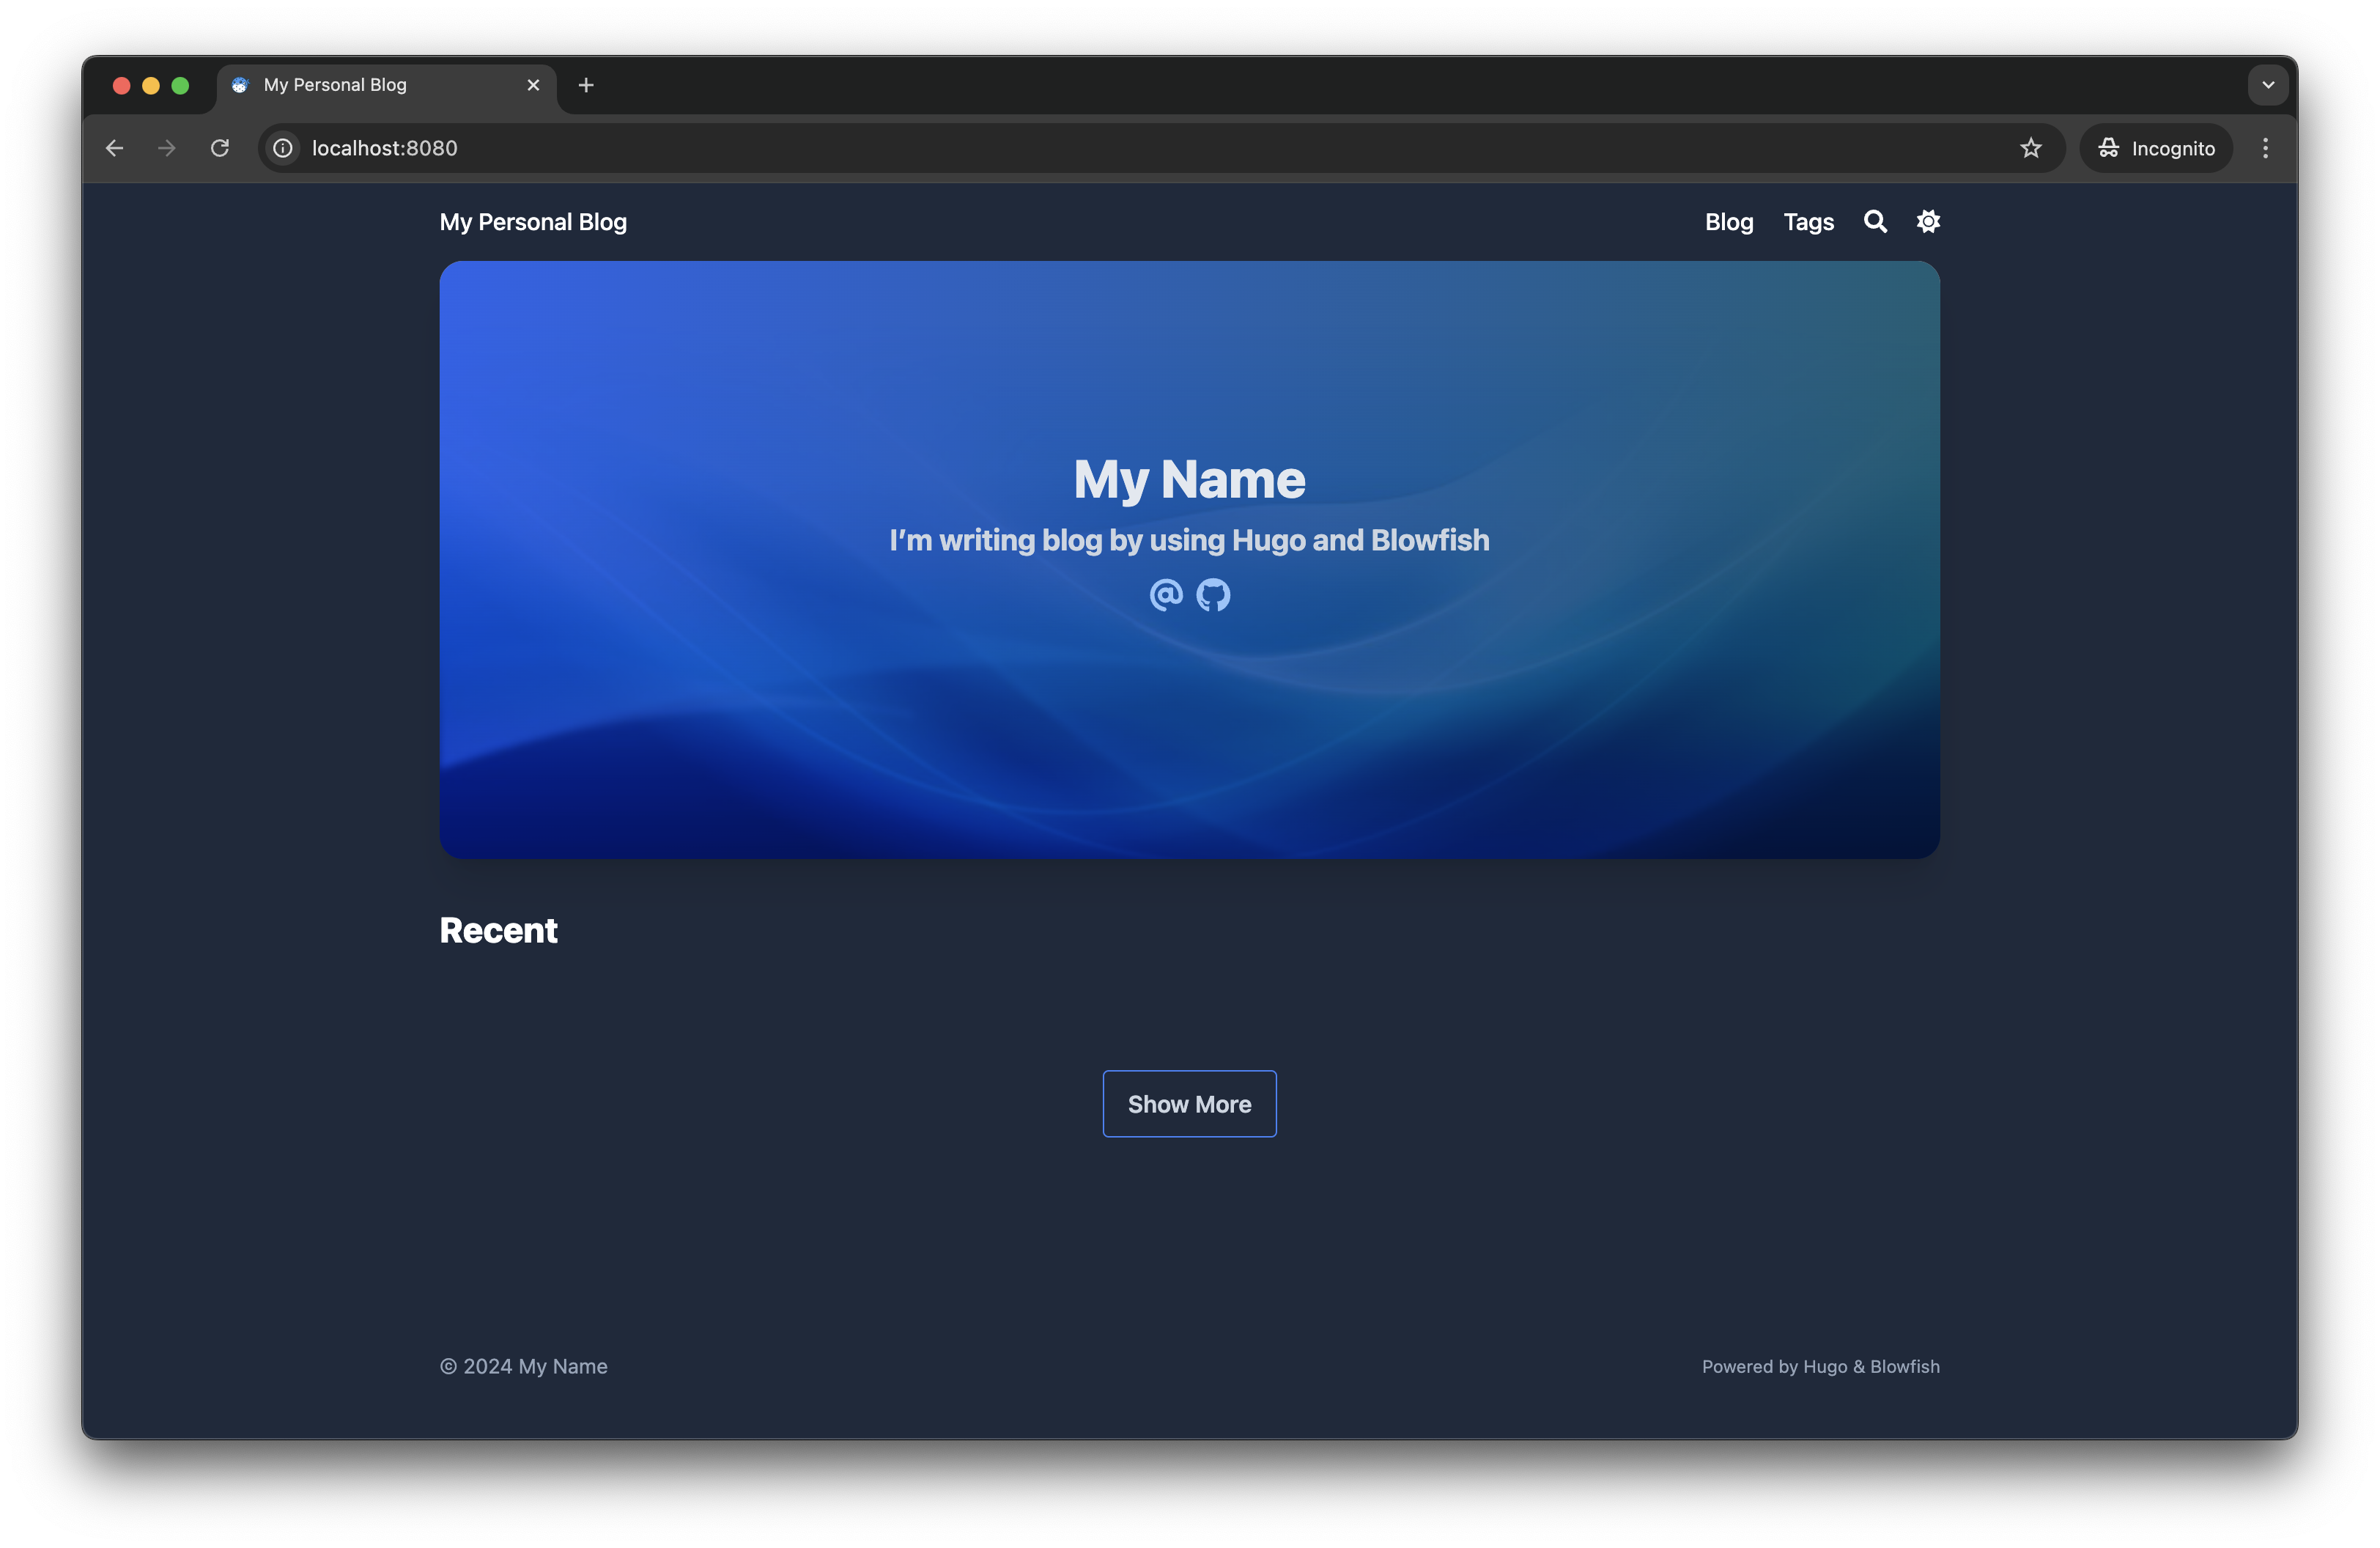 My Personal Blog
localhost:8080
Incognito
My Personal Blog
Blog Tags
My Name
I’m writing blog by using Hugo and Blowfish
Recent
Show More
© 2024 My Name
Powered by Hugo & Blowfish